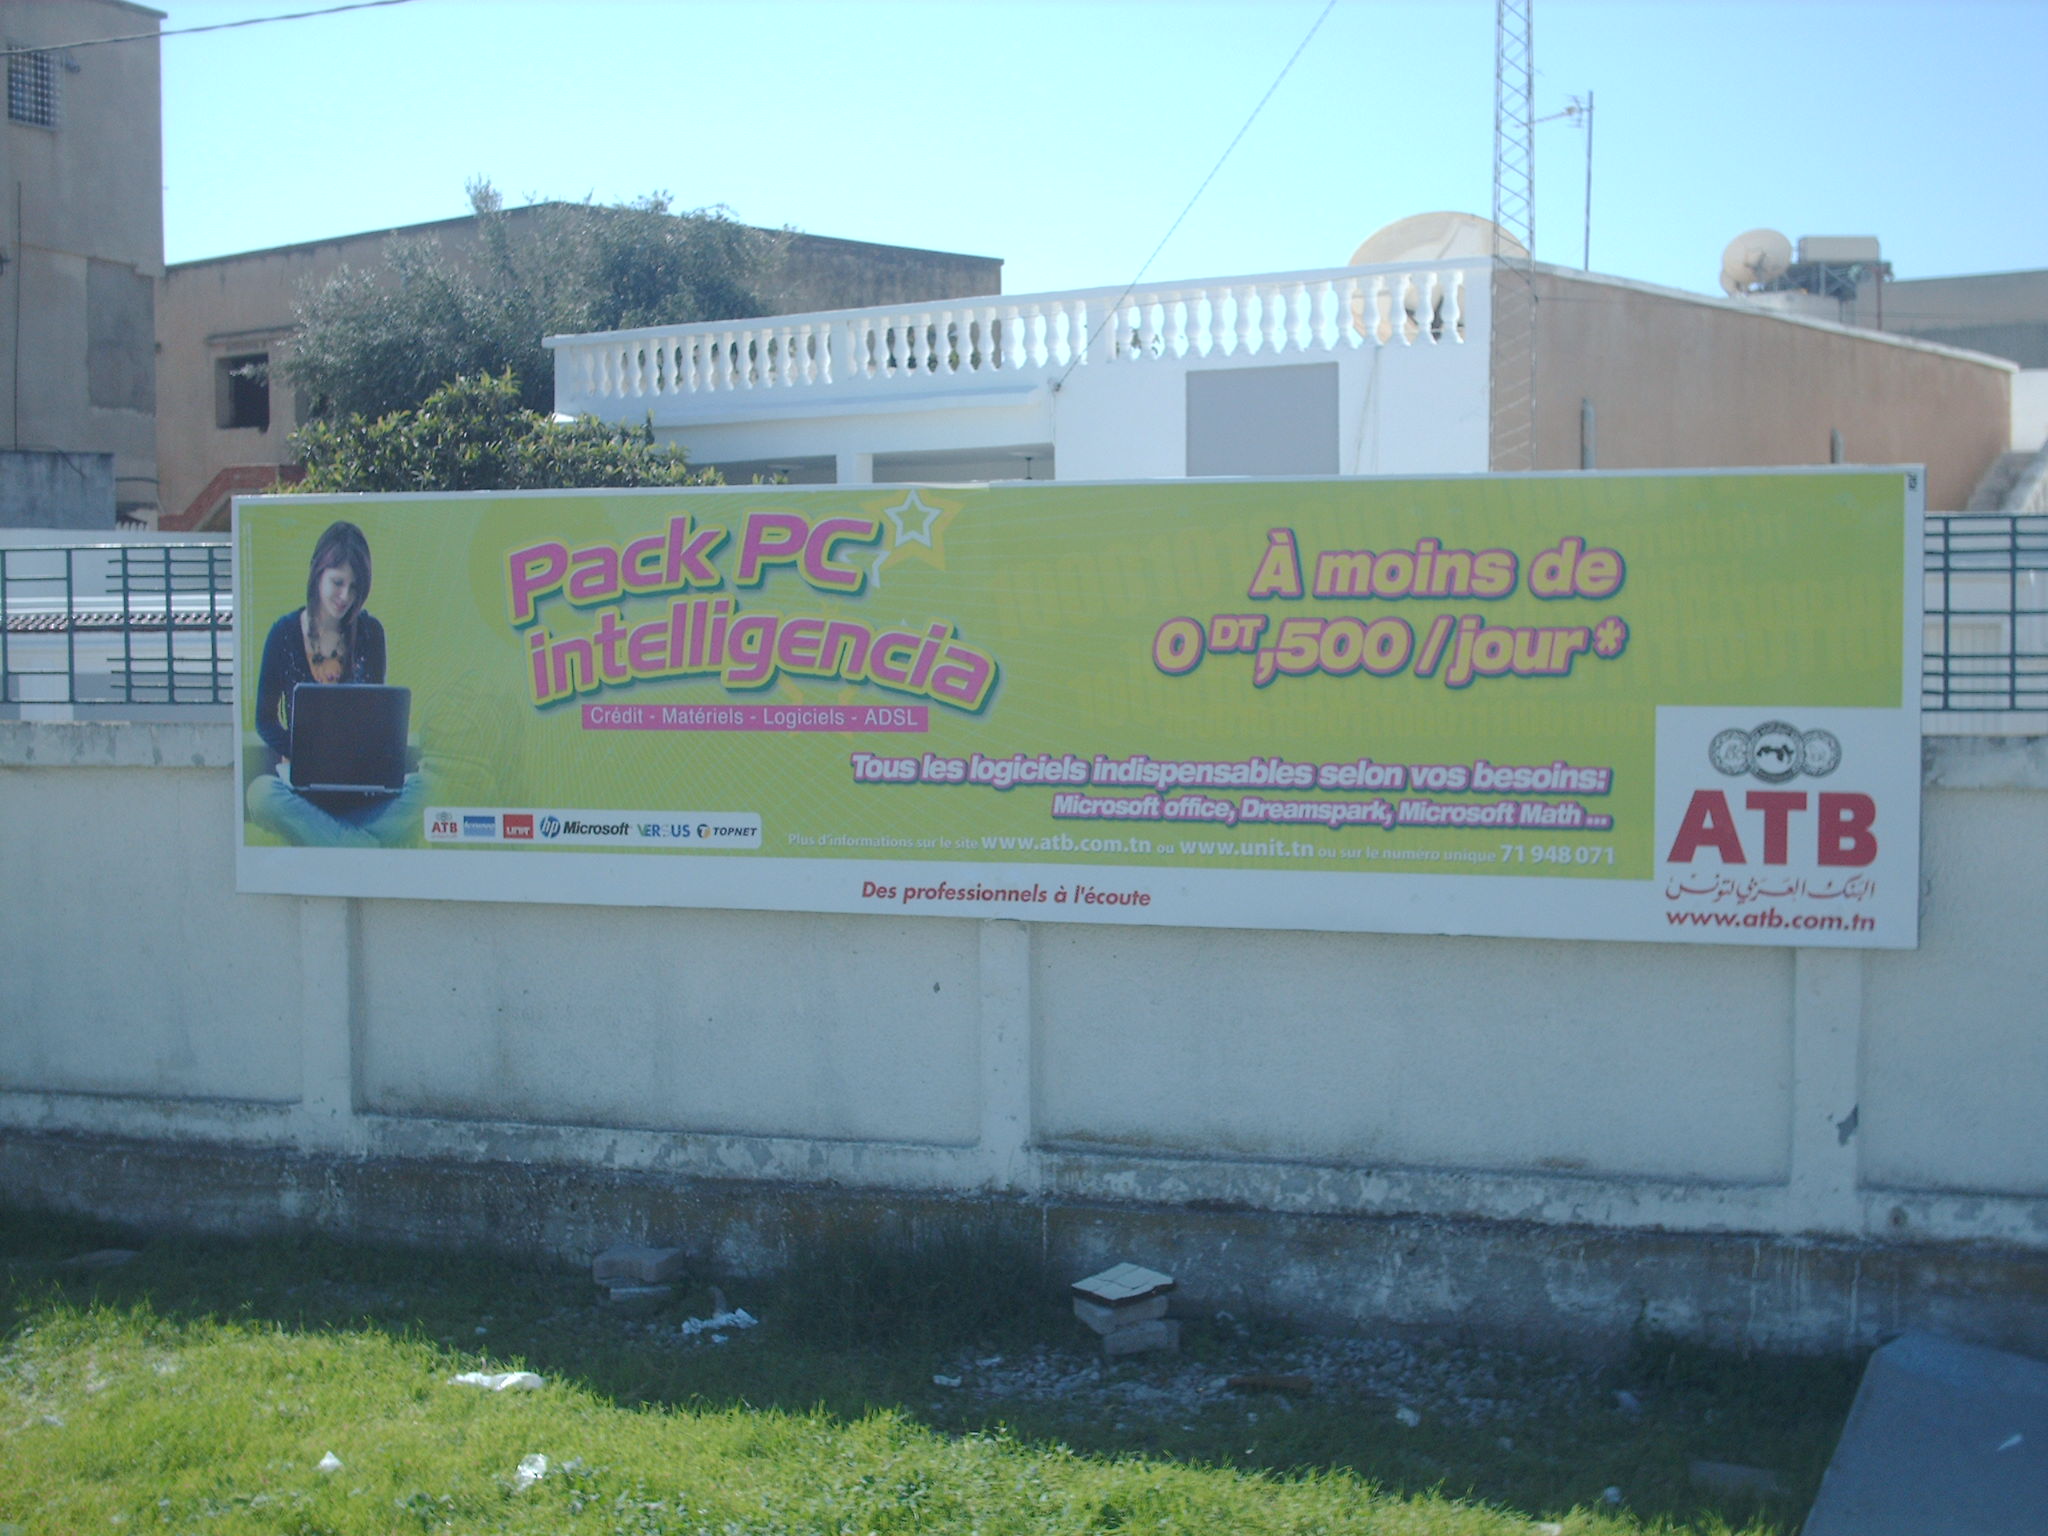 Pack PC
intelligencia
Crédit - Matériels - Logiciels - ADSL
À moins de
0 DT,500 / jour*
Tous les logiciels indispensables selon vos besoins:
Microsoft office, Dreamspark, Microsoft Math ...
ATB lenovo UNIT hp Microsoft VERSUS TOPNET
Plus d'informations sur le site www.atb.com.tn ou www.unit.tn ou sur le numéro unique 71 948 071
Des professionnels à l'écoute
ATB
البنك العربي لتونس
www.atb.com.tn